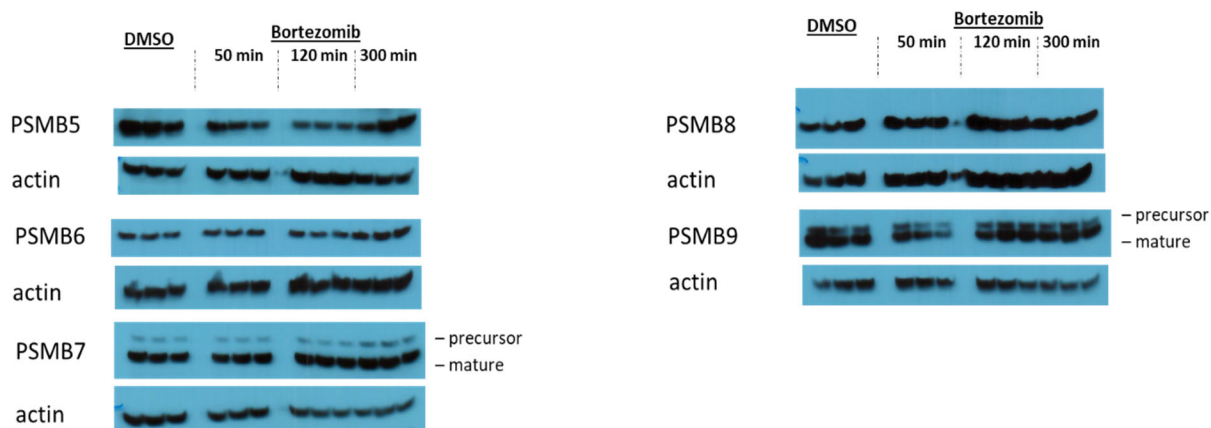 DMSO
Bortezomib
50 min
120 min
300 min
PSMB5
actin
PSMB6
actin
PSMB7
– precursor
– mature
actin
DMSO
Bortezomib
50 min
120 min
300 min
PSMB8
actin
PSMB9
– precursor
– mature
actin